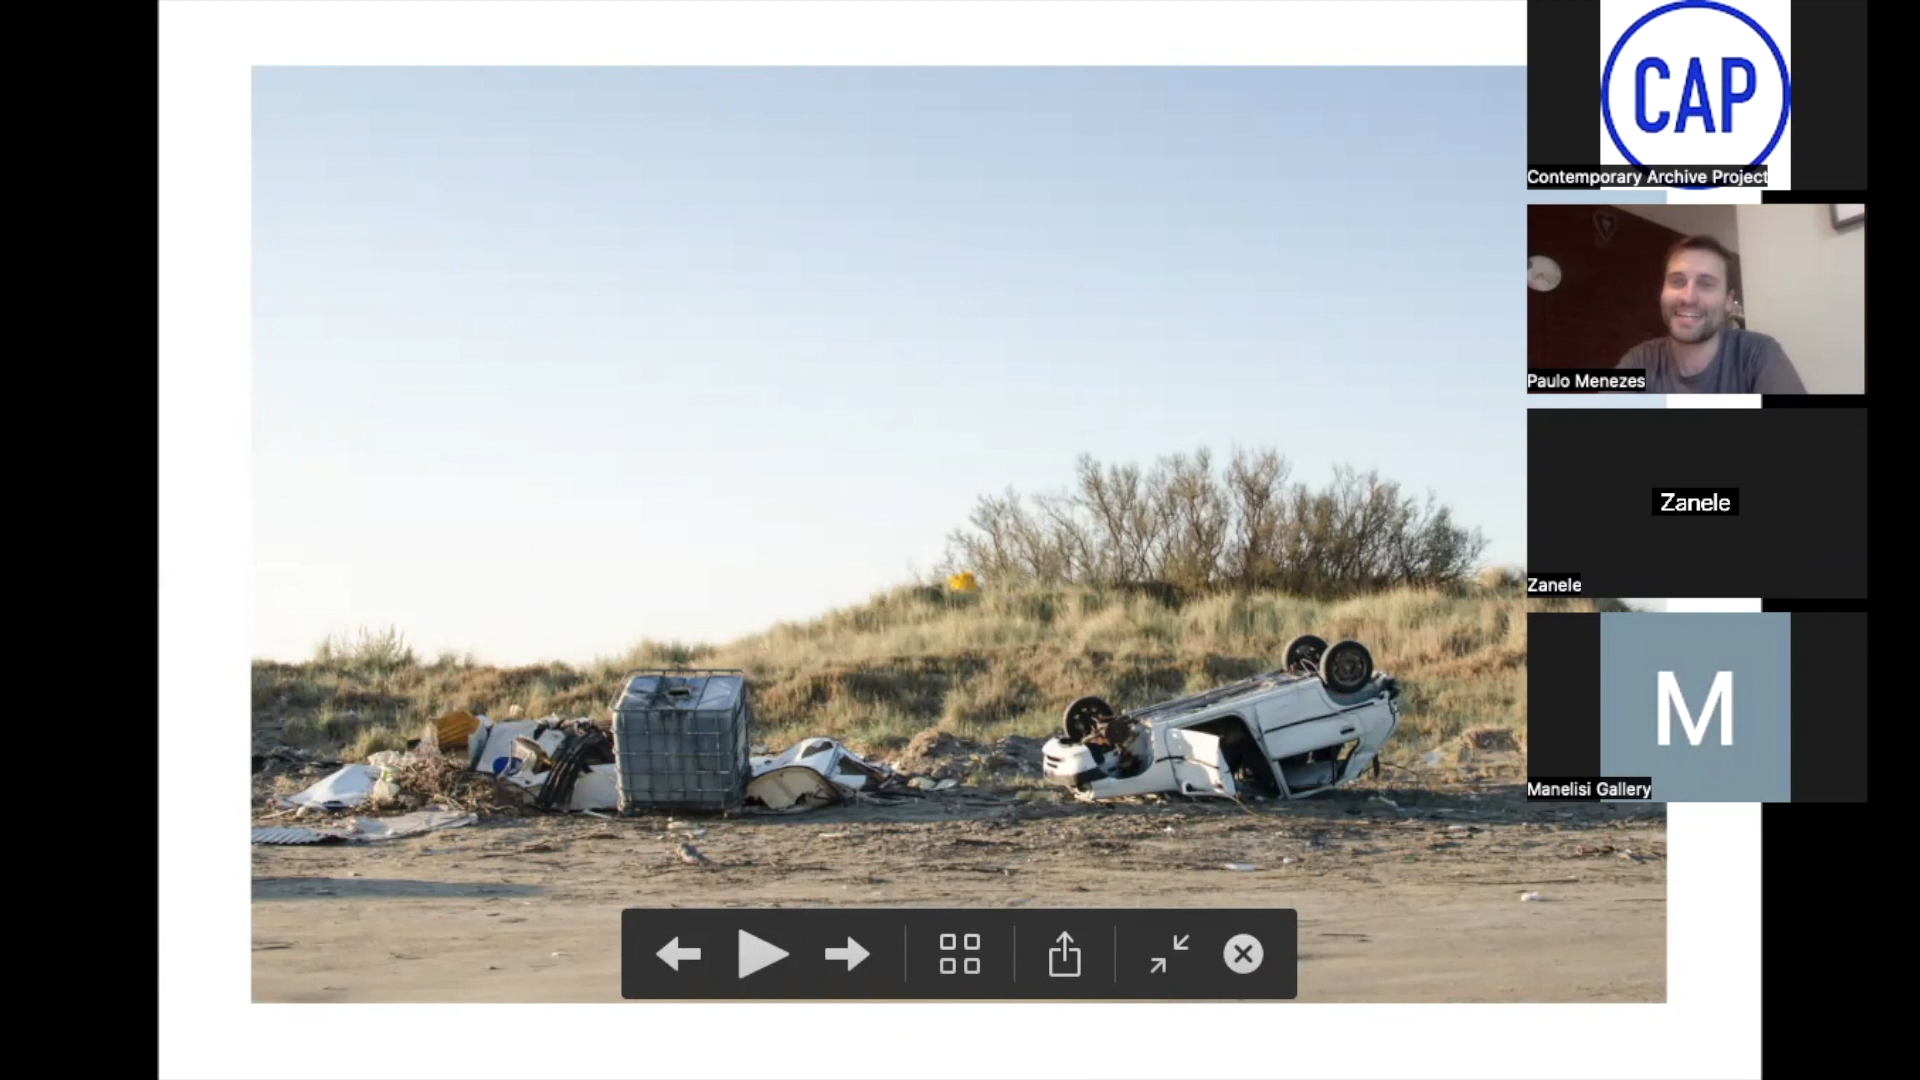 CAP
Contemporary Archive Project
Paulo Menezes
Zanele
Zanele
M
Manelisi Gallery